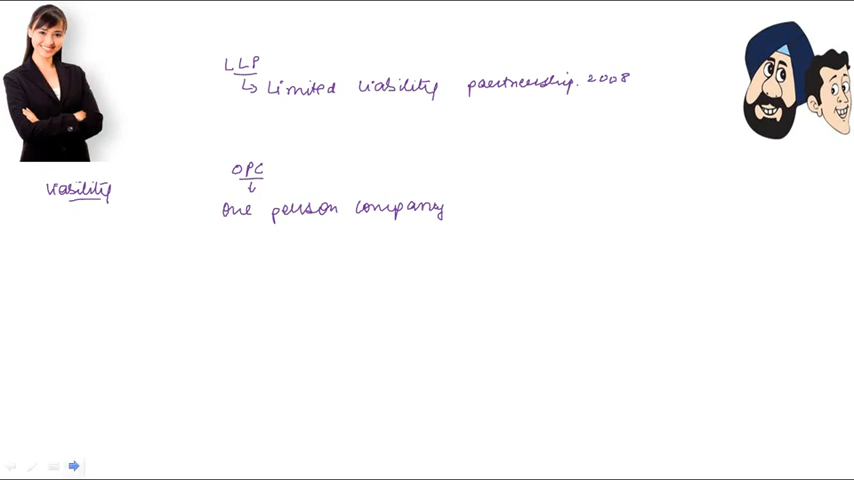 LLP
Limited liability partnership. 2008
OPC
liability
One person company